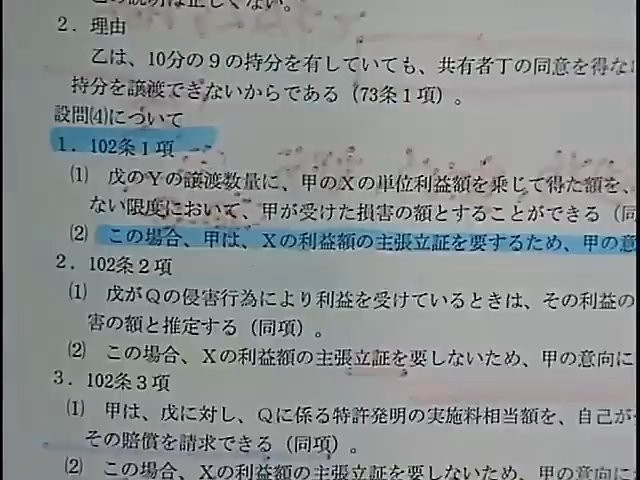 この説明は正しくない。
2．理由
乙は、10分の9の持分を有していても、共有者丁の同意を得な
持分を譲渡できないからである（73条1項）。
設問⑷について
1．102条1項
⑴ 戊のYの譲渡数量に、甲のXの単位利益額を乗じて得た額を、
ない限度において、甲が受けた損害の額とすることができる（同
⑵ この場合、甲は、Xの利益額の主張立証を要するため、甲の意
2．102条2項
⑴ 戊がQの侵害行為により利益を受けているときは、その利益の
害の額と推定する（同項）。
⑵ この場合、Xの利益額の主張立証を要しないため、甲の意向に
3．102条3項
⑴ 甲は、戊に対し、Qに係る特許発明の実施料相当額を、自己が
その賠償を請求できる（同項）。
⑵ この場合、Xの利益額の主張立証を要しないため、甲の意向に